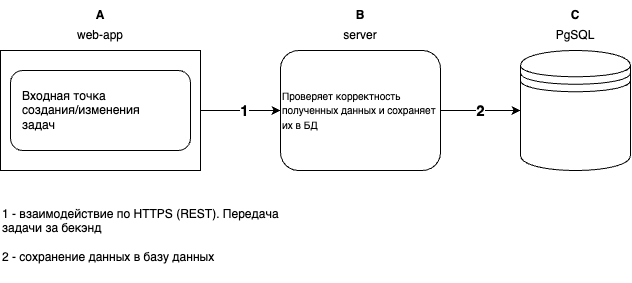 A
B
C
web-app
server
PgSQL
Входная точка
создания/изменения
задач
1
Проверяет корректность
полученных данных и сохраняет
их в БД
2
1 - взаимодействие по HTTPS (REST). Передача
задачи за бекэнд
2 - сохранение данных в базу данных